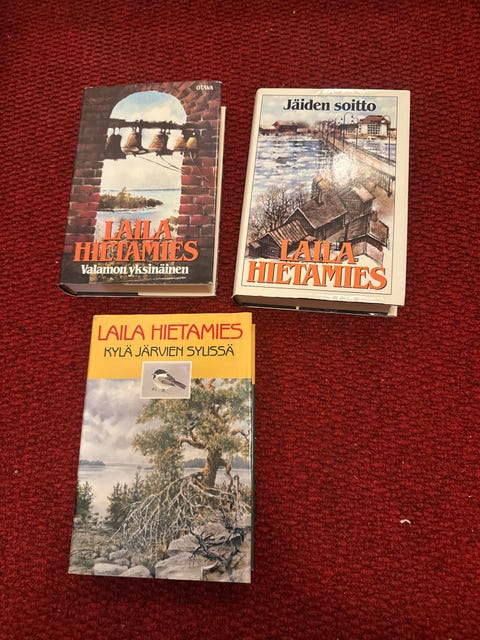 OTAVA
LAILA
HIETAMIES
Valamon yksinäinen
Jäiden soitto
LAILA
HIETAMIES
LAILA HIETAMIES
KYLÄ JÄRVIEN SYLISSÄ